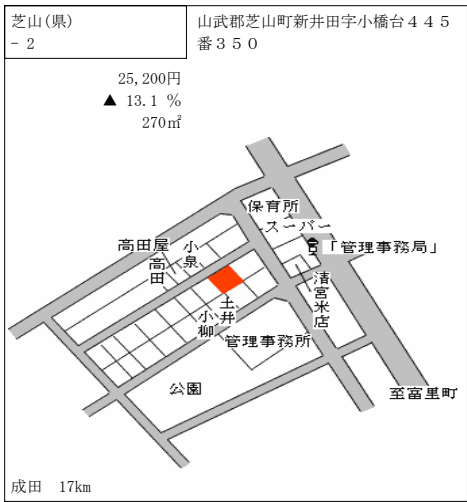 芝山(県)
- 2
山武郡芝山町新井田字小橋台４４５
番３５０
25,200円
▲ 13.1 %
270㎡
保育所
スーパー
「管理事務局」
高田屋
小泉
高田
清宮米店
土井
小柳
管理事務所
公園
至富里町
成田 17km